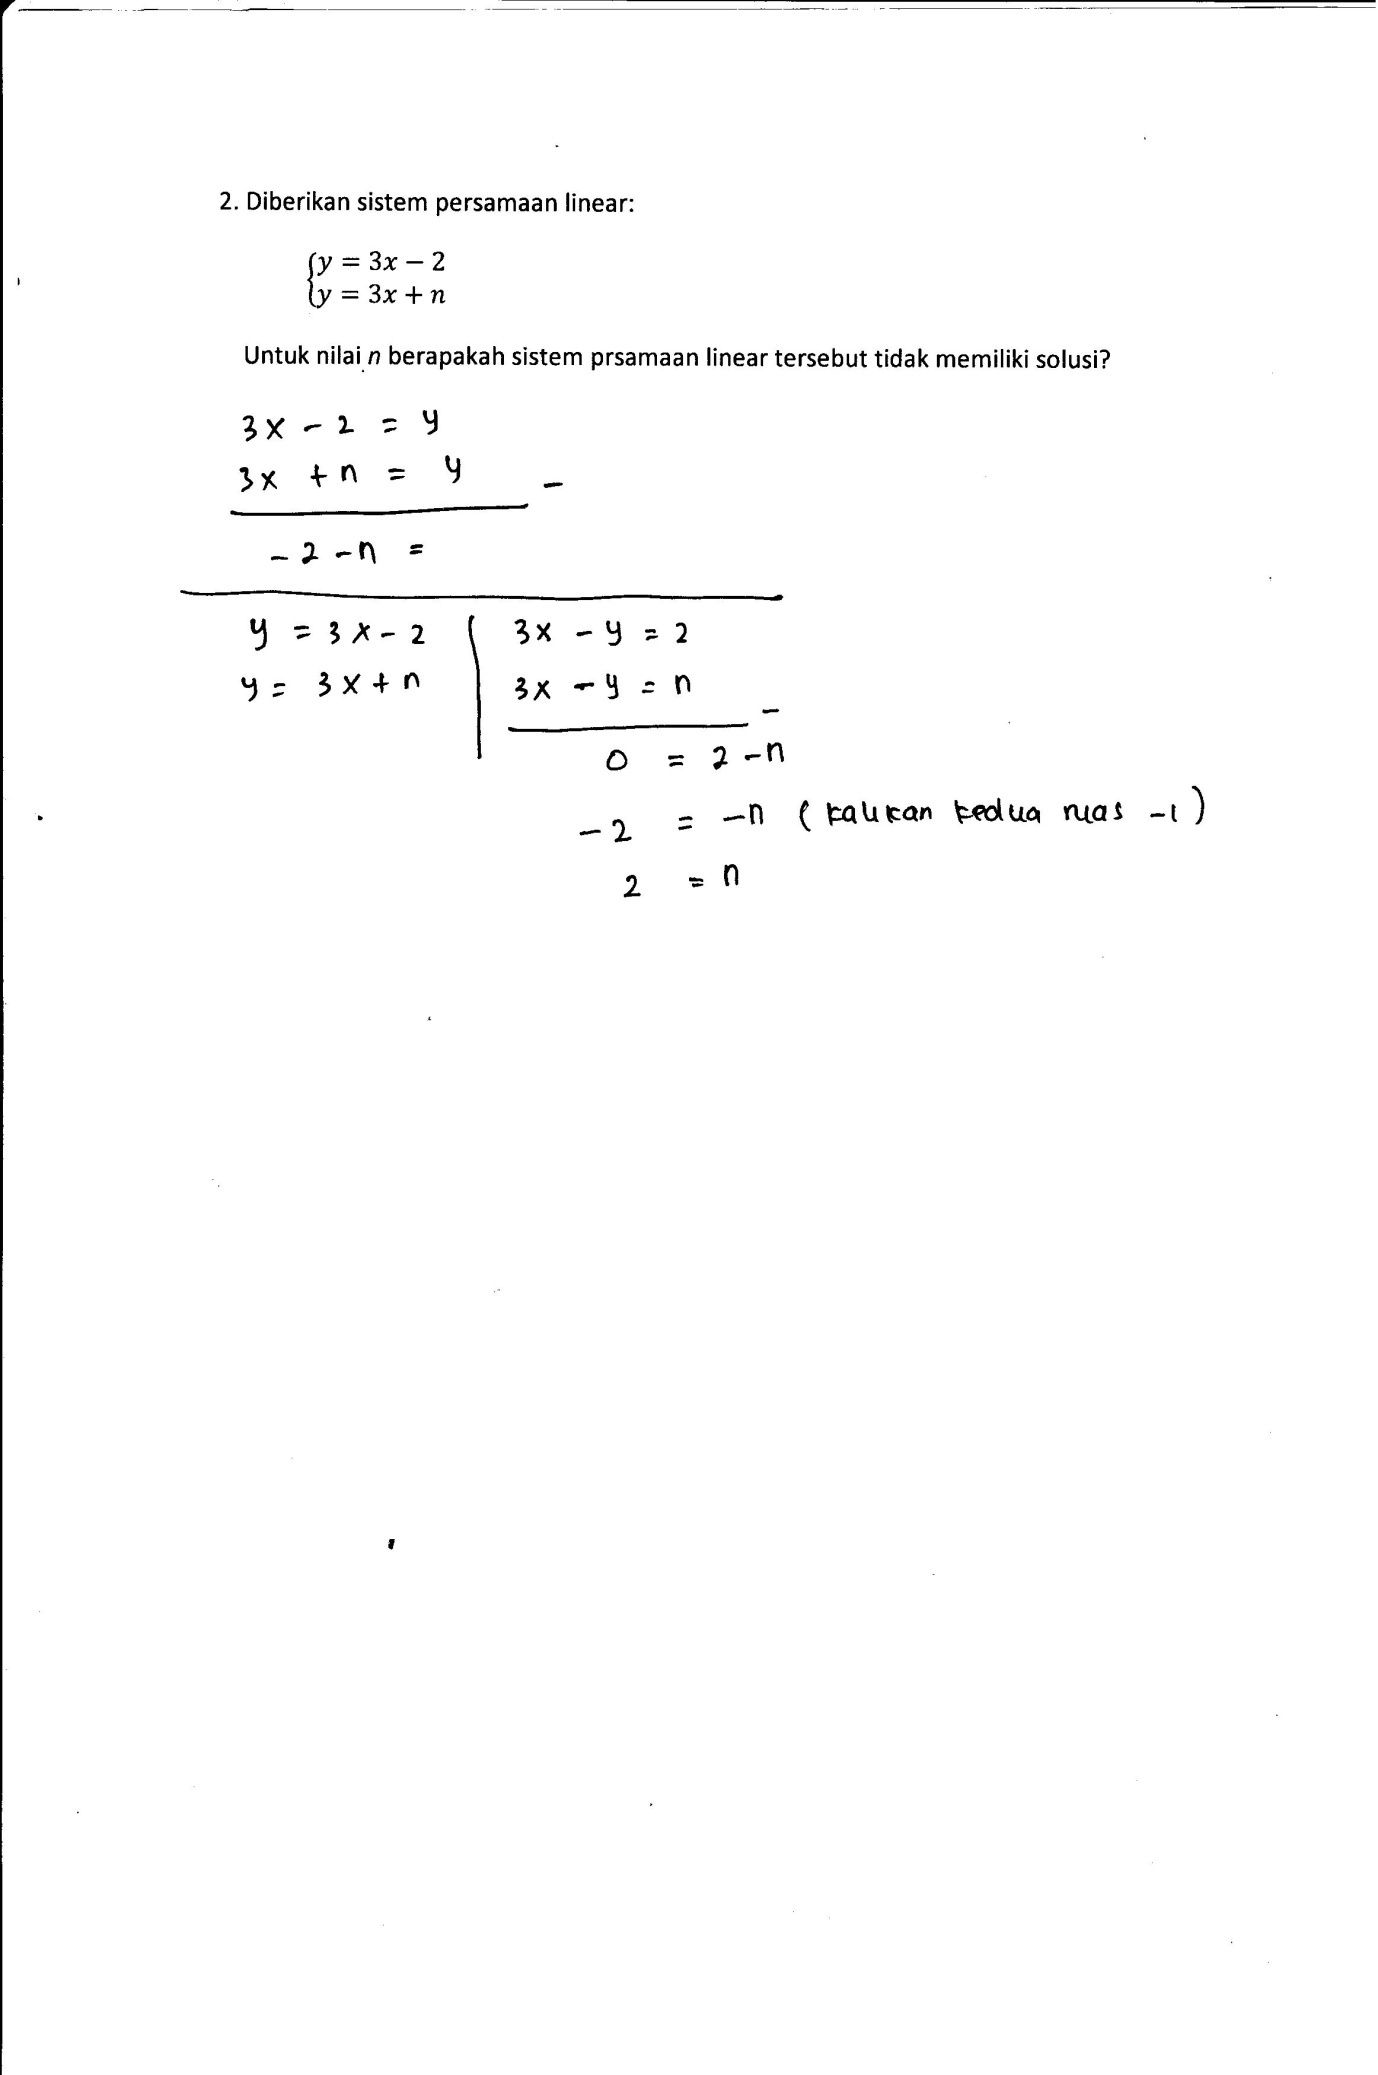 2. Diberikan sistem persamaan linear:
{y = 3x − 2
{y = 3x + n
Untuk nilai n berapakah sistem prsamaan linear tersebut tidak memiliki solusi?
3x - 2 = y
3x + n = y -
-2 - n =
y = 3x - 2
y = 3x + n
3x - y = 2
3x - y = n -
0 = 2 - n
-2 = -n (kalikan kedua ruas -1)
2 = n